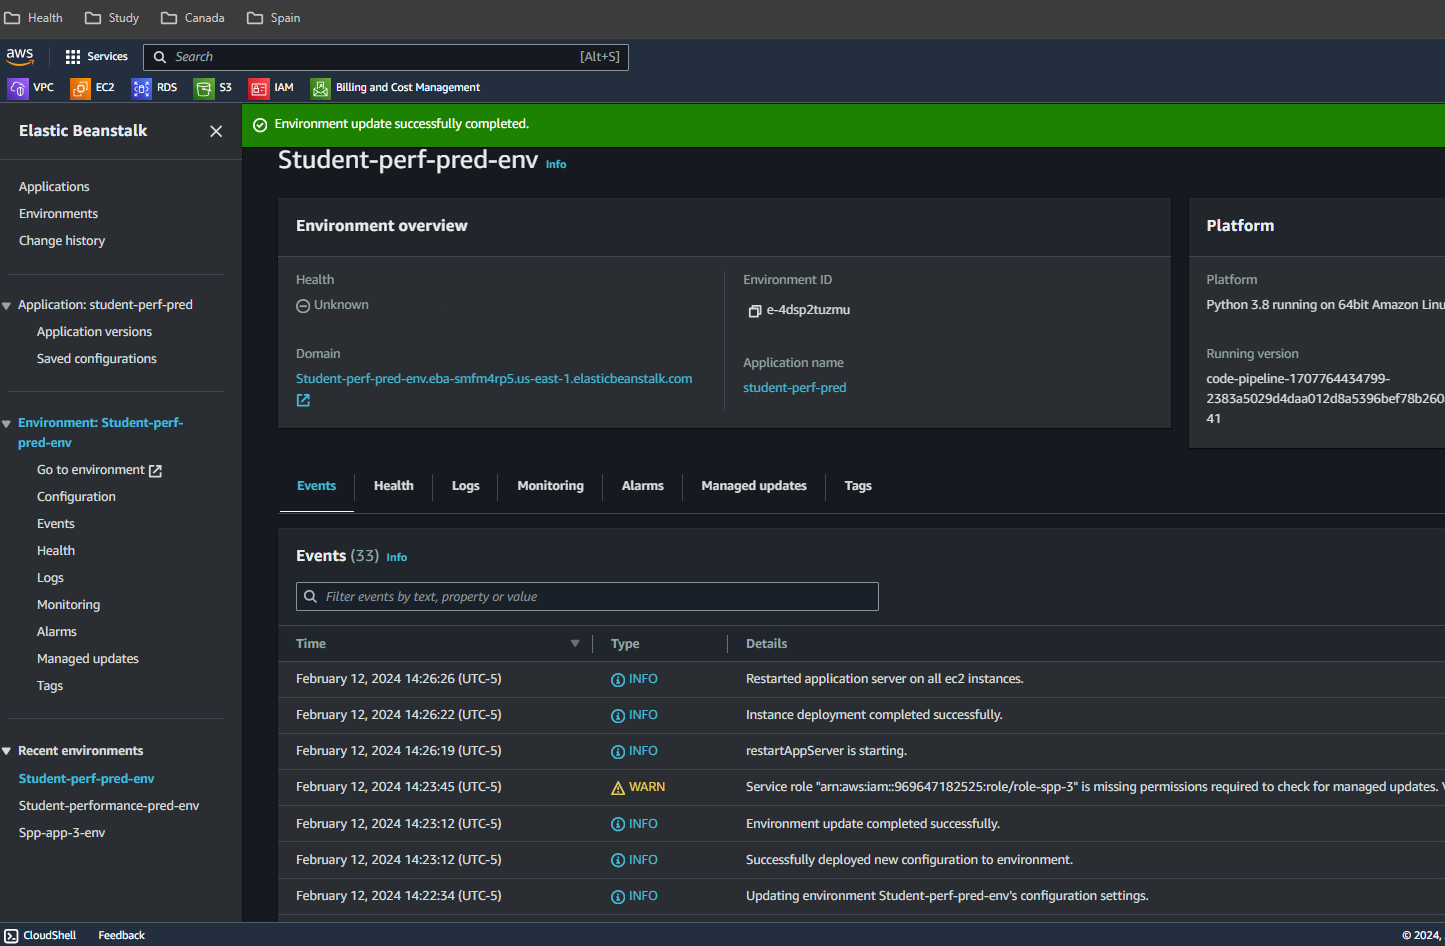 Health Study Canada Spain
aws Services Search [Alt+S]
VPC EC2 RDS S3 IAM Billing and Cost Management
Elastic Beanstalk
Applications
Environments
Change history
Application: student-perf-pred
Application versions
Saved configurations
Environment: Student-perf-
pred-env
Go to environment
Configuration
Events
Health
Logs
Monitoring
Alarms
Managed updates
Tags
Recent environments
Student-perf-pred-env
Student-performance-pred-env
Spp-app-3-env
Environment update successfully completed.
Student-perf-pred-env Info
Environment overview
Health
Unknown
Domain
Student-perf-pred-env.eba-smfm4rp5.us-east-1.elasticbeanstalk.com
Environment ID
e-4dsp2tuzmu
Application name
student-perf-pred
Platform
Platform
Python 3.8 running on 64bit Amazon Linu
Running version
code-pipeline-1707764434799-
2383a5029d4daa012d8a5396bef78b260
41
Events Health Logs Monitoring Alarms Managed updates Tags
Events (33) Info
Filter events by text, property or value
Time Type Details
February 12, 2024 14:26:26 (UTC-5) INFO Restarted application server on all ec2 instances.
February 12, 2024 14:26:22 (UTC-5) INFO Instance deployment completed successfully.
February 12, 2024 14:26:19 (UTC-5) INFO restartAppServer is starting.
February 12, 2024 14:23:45 (UTC-5) WARN Service role "arn:aws:iam::969647182525:role/role-spp-3" is missing permissions required to check for managed updates.
February 12, 2024 14:23:12 (UTC-5) INFO Environment update completed successfully.
February 12, 2024 14:23:12 (UTC-5) INFO Successfully deployed new configuration to environment.
February 12, 2024 14:22:34 (UTC-5) INFO Updating environment Student-perf-pred-env's configuration settings.
CloudShell Feedback © 2024,